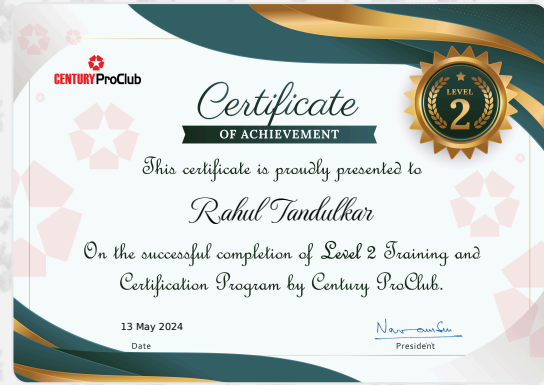 CENTURY ProClub
Certificate
OF ACHIEVEMENT
LEVEL
2
This certificate is proudly presented to
Rahul Tandulkar
On the successful completion of Level 2 Training and
Certification Program by Century ProClub.
13 May 2024
Date
President